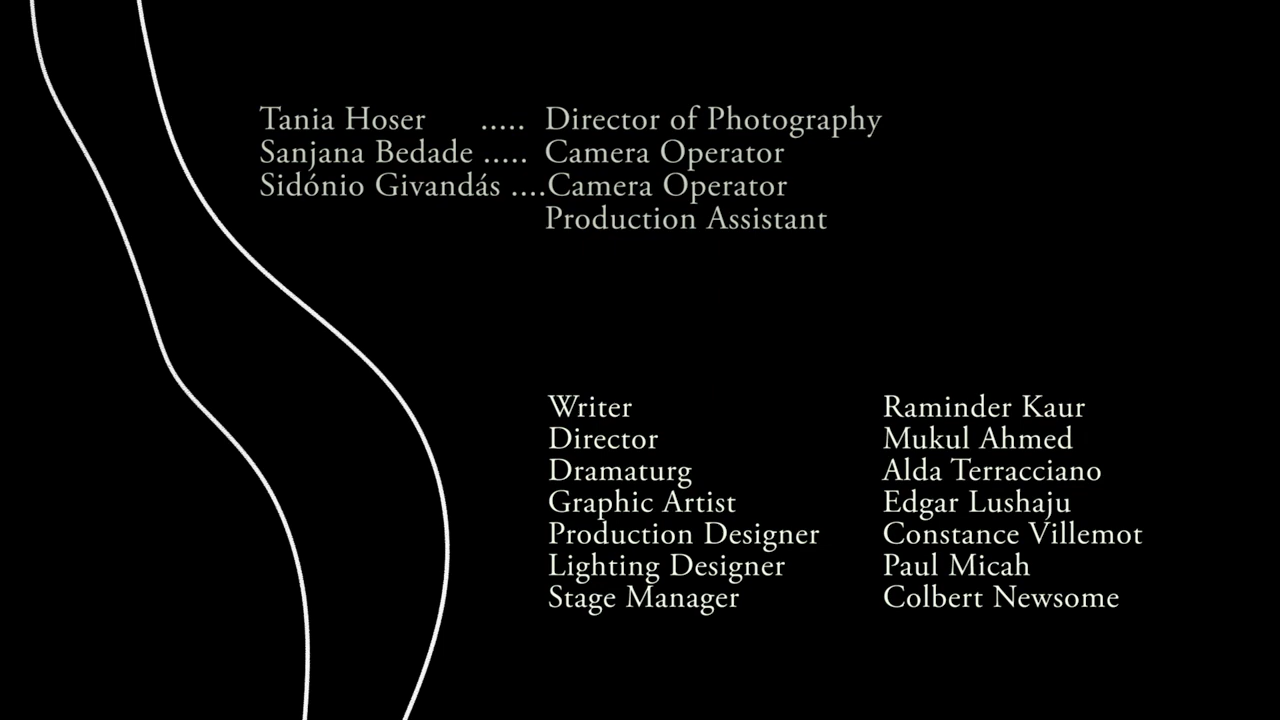 Tania Hoser ..... Director of Photography
Sanjana Bedade ..... Camera Operator
Sidónio Givandás ....Camera Operator
Production Assistant
Writer Raminder Kaur
Director Mukul Ahmed
Dramaturg Alda Terracciano
Graphic Artist Edgar Lushaju
Production Designer Constance Villemot
Lighting Designer Paul Micah
Stage Manager Colbert Newsome